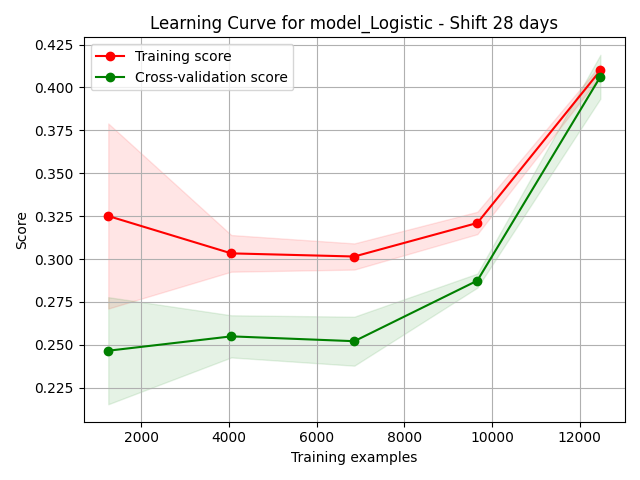 Learning Curve for model_Logistic - Shift 28 days
Training score
Cross-validation score
0.425
0.400
0.375
0.350
0.325
0.300
0.275
0.250
0.225
Score
2000 4000 6000 8000 10000 12000
Training examples